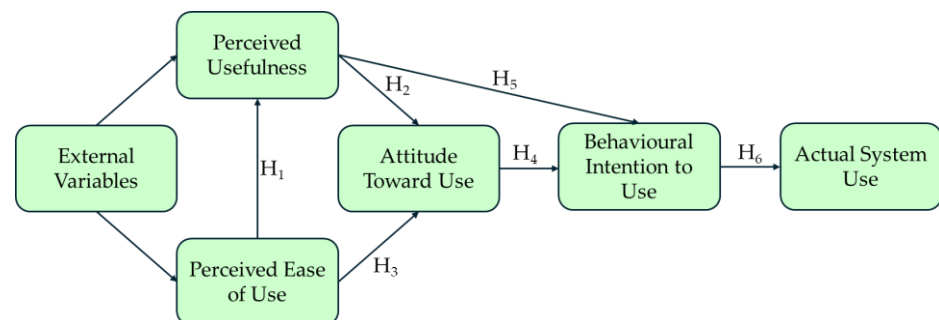 Perceived
Usefulness
H₅
H₂
External
Variables
H₁
Attitude
Toward Use
H₄
Behavioural
Intention to
Use
H₆
Actual System
Use
Perceived Ease
of Use
H₃